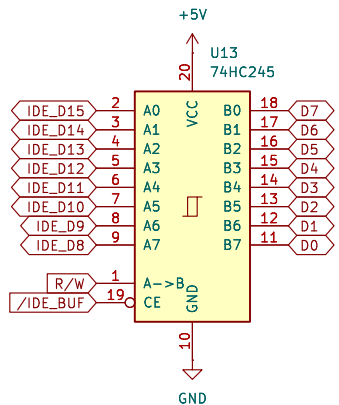 +5V
U13
74HC245
20
VCC
IDE_D15 2 A0 B0 18 D7
IDE_D14 3 A1 B1 17 D6
IDE_D13 4 A2 B2 16 D5
IDE_D12 5 A3 B3 15 D4
IDE_D11 6 A4 B4 14 D3
IDE_D10 7 A5 B5 13 D2
IDE_D9 8 A6 B6 12 D1
IDE_D8 9 A7 B7 11 D0
R/W 1 A->B
/IDE_BUF 19 CE
GND
10
GND